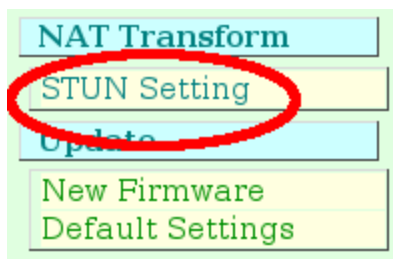 NAT Transform
STUN Setting
Update
New Firmware
Default Settings